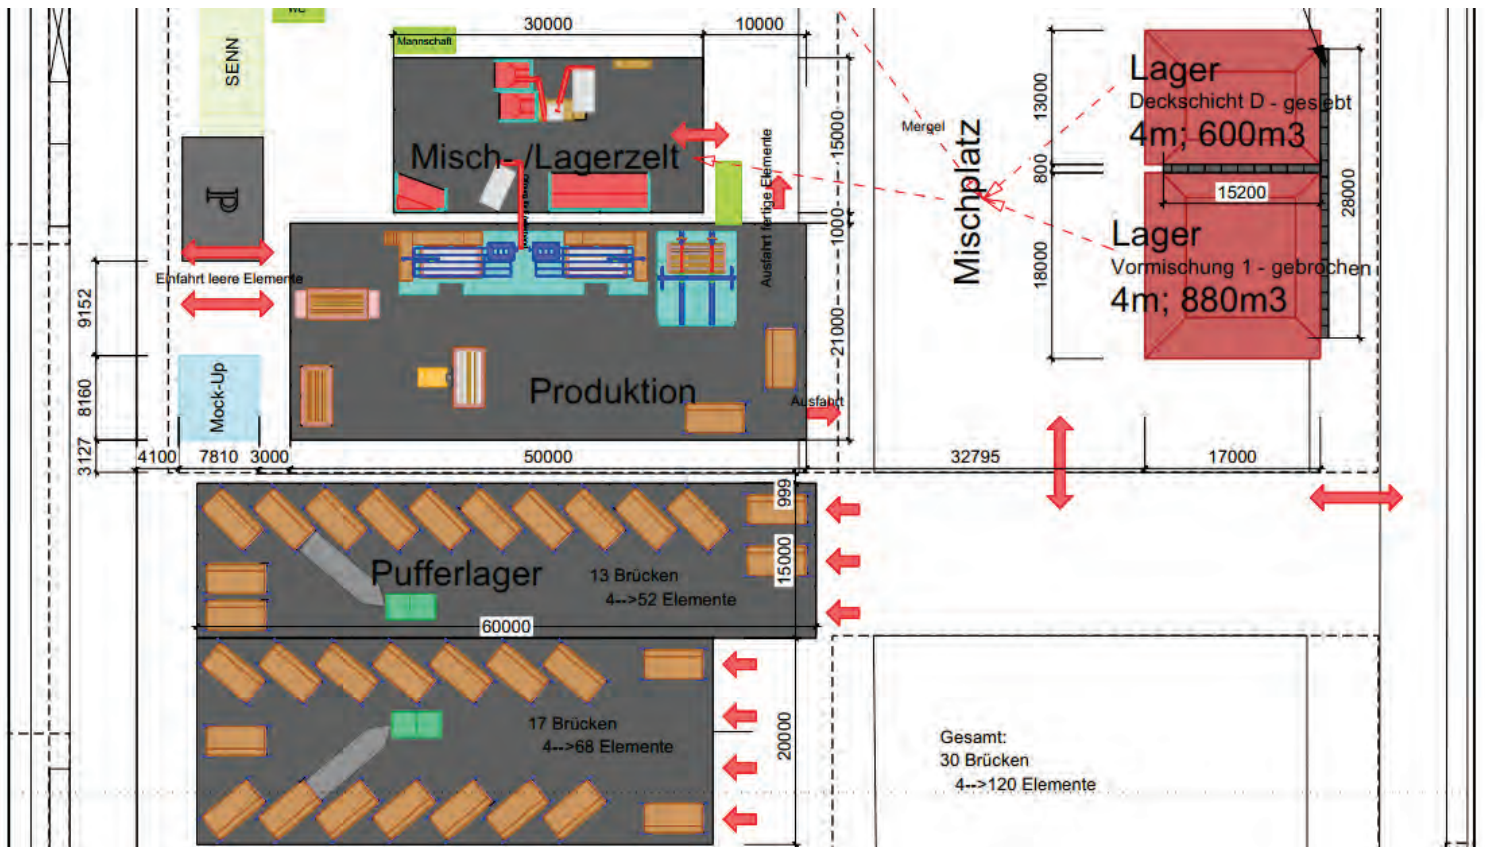 WC
30000
10000
Mannschaft
SENN
Lager
Deckschicht D - gesiebt
4m; 600m3
13000
Mergel
Misch- /Lagerzelt
15000
Mischplatz
800
15200
28000
P
1000
Ausfahrt fertige Elemente
Lager
Vormischung 1 - gebrochen
4m; 880m3
18000
Einfahrt leere Elemente
9152
21000
Mock-Up
8160
Produktion
Ausfahrt
3127
4100
7810
3000
50000
32795
17000
999
Pufferlager
13 Brücken
4-->52 Elemente
15000
60000
17 Brücken
4-->68 Elemente
20000
Gesamt:
30 Brücken
4-->120 Elemente